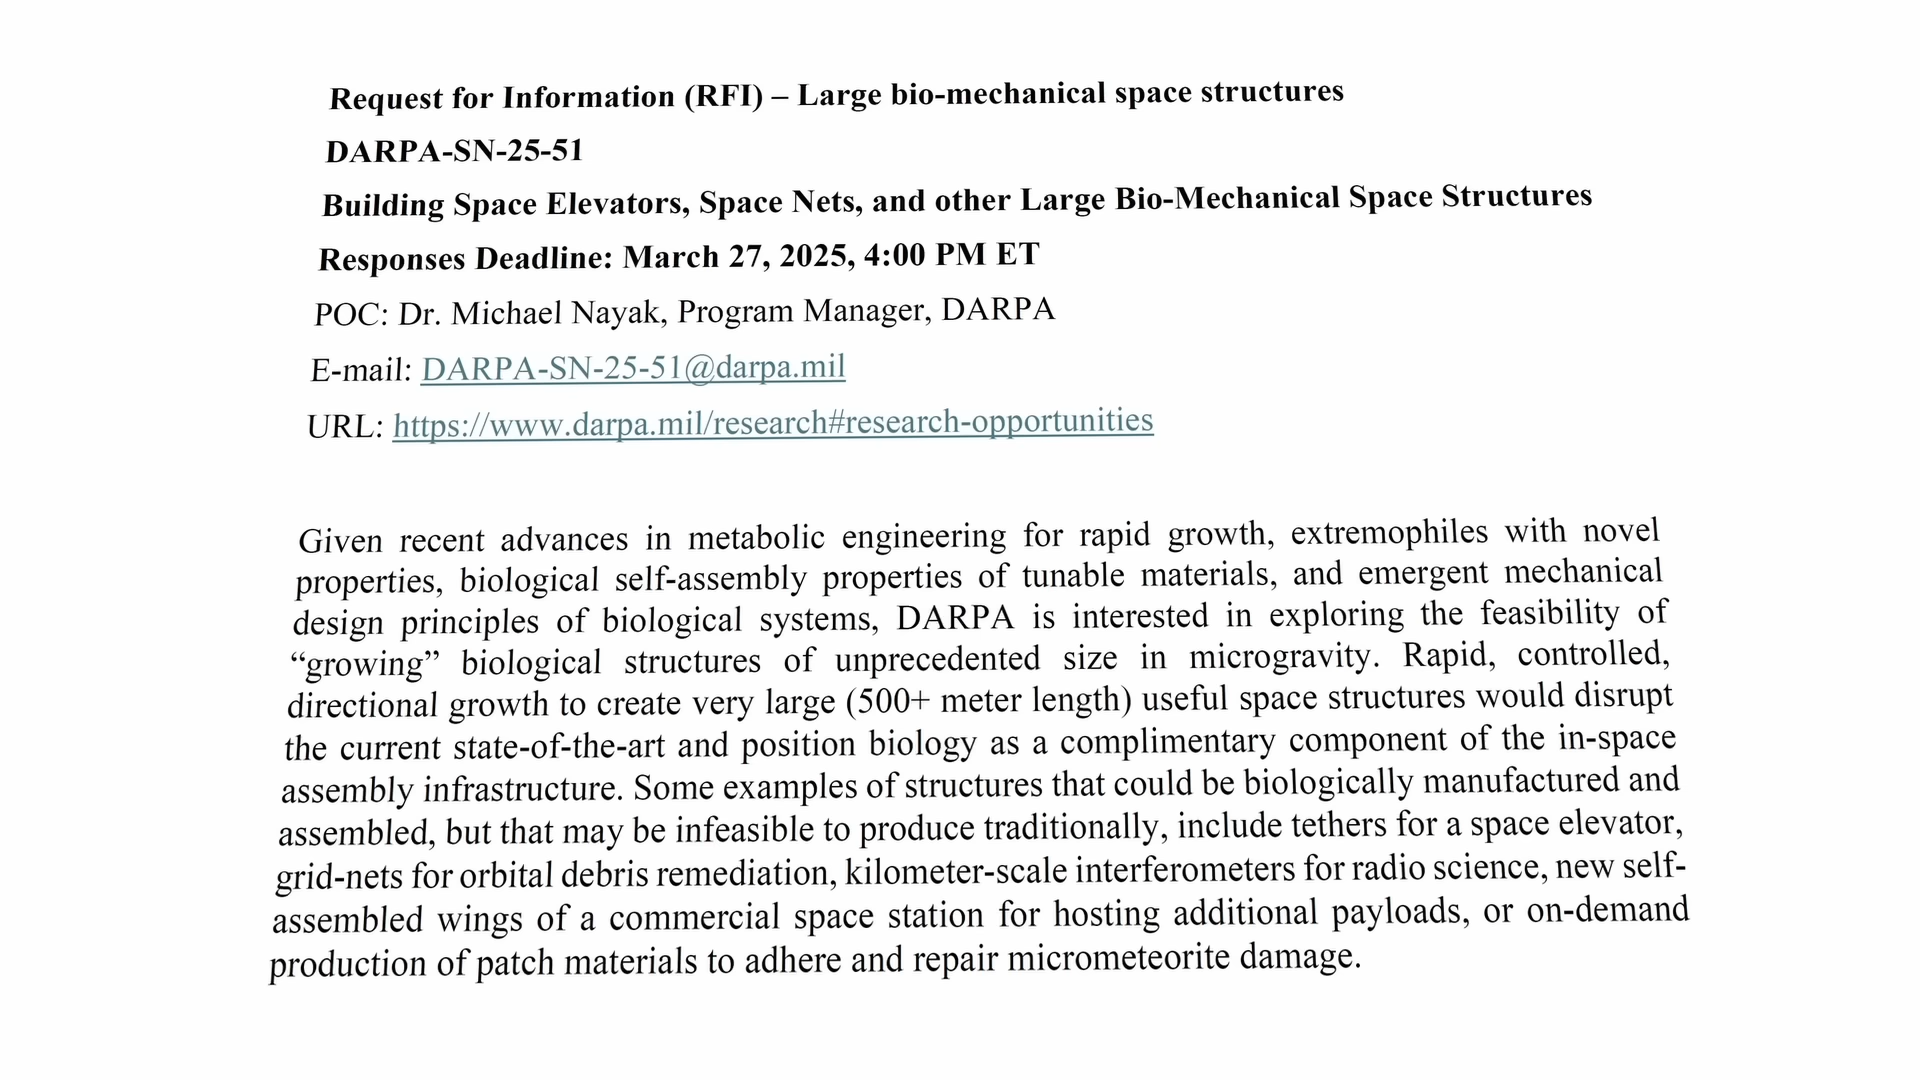 Request for Information (RFI) – Large bio-mechanical space structures
DARPA-SN-25-51
Building Space Elevators, Space Nets, and other Large Bio-Mechanical Space Structures
Responses Deadline: March 27, 2025, 4:00 PM ET
POC: Dr. Michael Nayak, Program Manager, DARPA
E-mail: DARPA-SN-25-51@darpa.mil
URL: https://www.darpa.mil/research#research-opportunities
Given recent advances in metabolic engineering for rapid growth, extremophiles with novel
properties, biological self-assembly properties of tunable materials, and emergent mechanical
design principles of biological systems, DARPA is interested in exploring the feasibility of
“growing” biological structures of unprecedented size in microgravity. Rapid, controlled,
directional growth to create very large (500+ meter length) useful space structures would disrupt
the current state-of-the-art and position biology as a complimentary component of the in-space
assembly infrastructure. Some examples of structures that could be biologically manufactured and
assembled, but that may be infeasible to produce traditionally, include tethers for a space elevator,
grid-nets for orbital debris remediation, kilometer-scale interferometers for radio science, new self-
assembled wings of a commercial space station for hosting additional payloads, or on-demand
production of patch materials to adhere and repair micrometeorite damage.